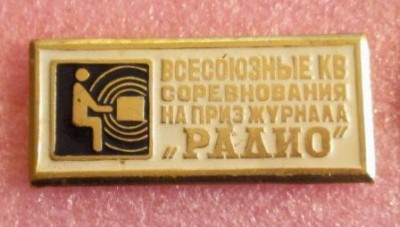 ВСЕСОЮЗНЫЕ КВ
СОРЕВНОВАНИЯ
НА ПРИЗ ЖУРНАЛА
„РАДИО"